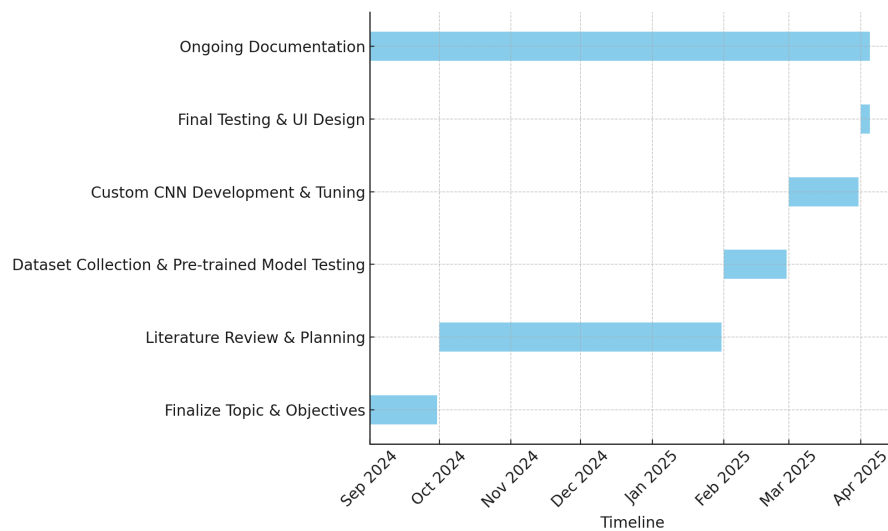 Ongoing Documentation
Final Testing & UI Design
Custom CNN Development & Tuning
Dataset Collection & Pre-trained Model Testing
Literature Review & Planning
Finalize Topic & Objectives
Sep 2024
Oct 2024
Nov 2024
Dec 2024
Jan 2025
Feb 2025
Mar 2025
Apr 2025
Timeline